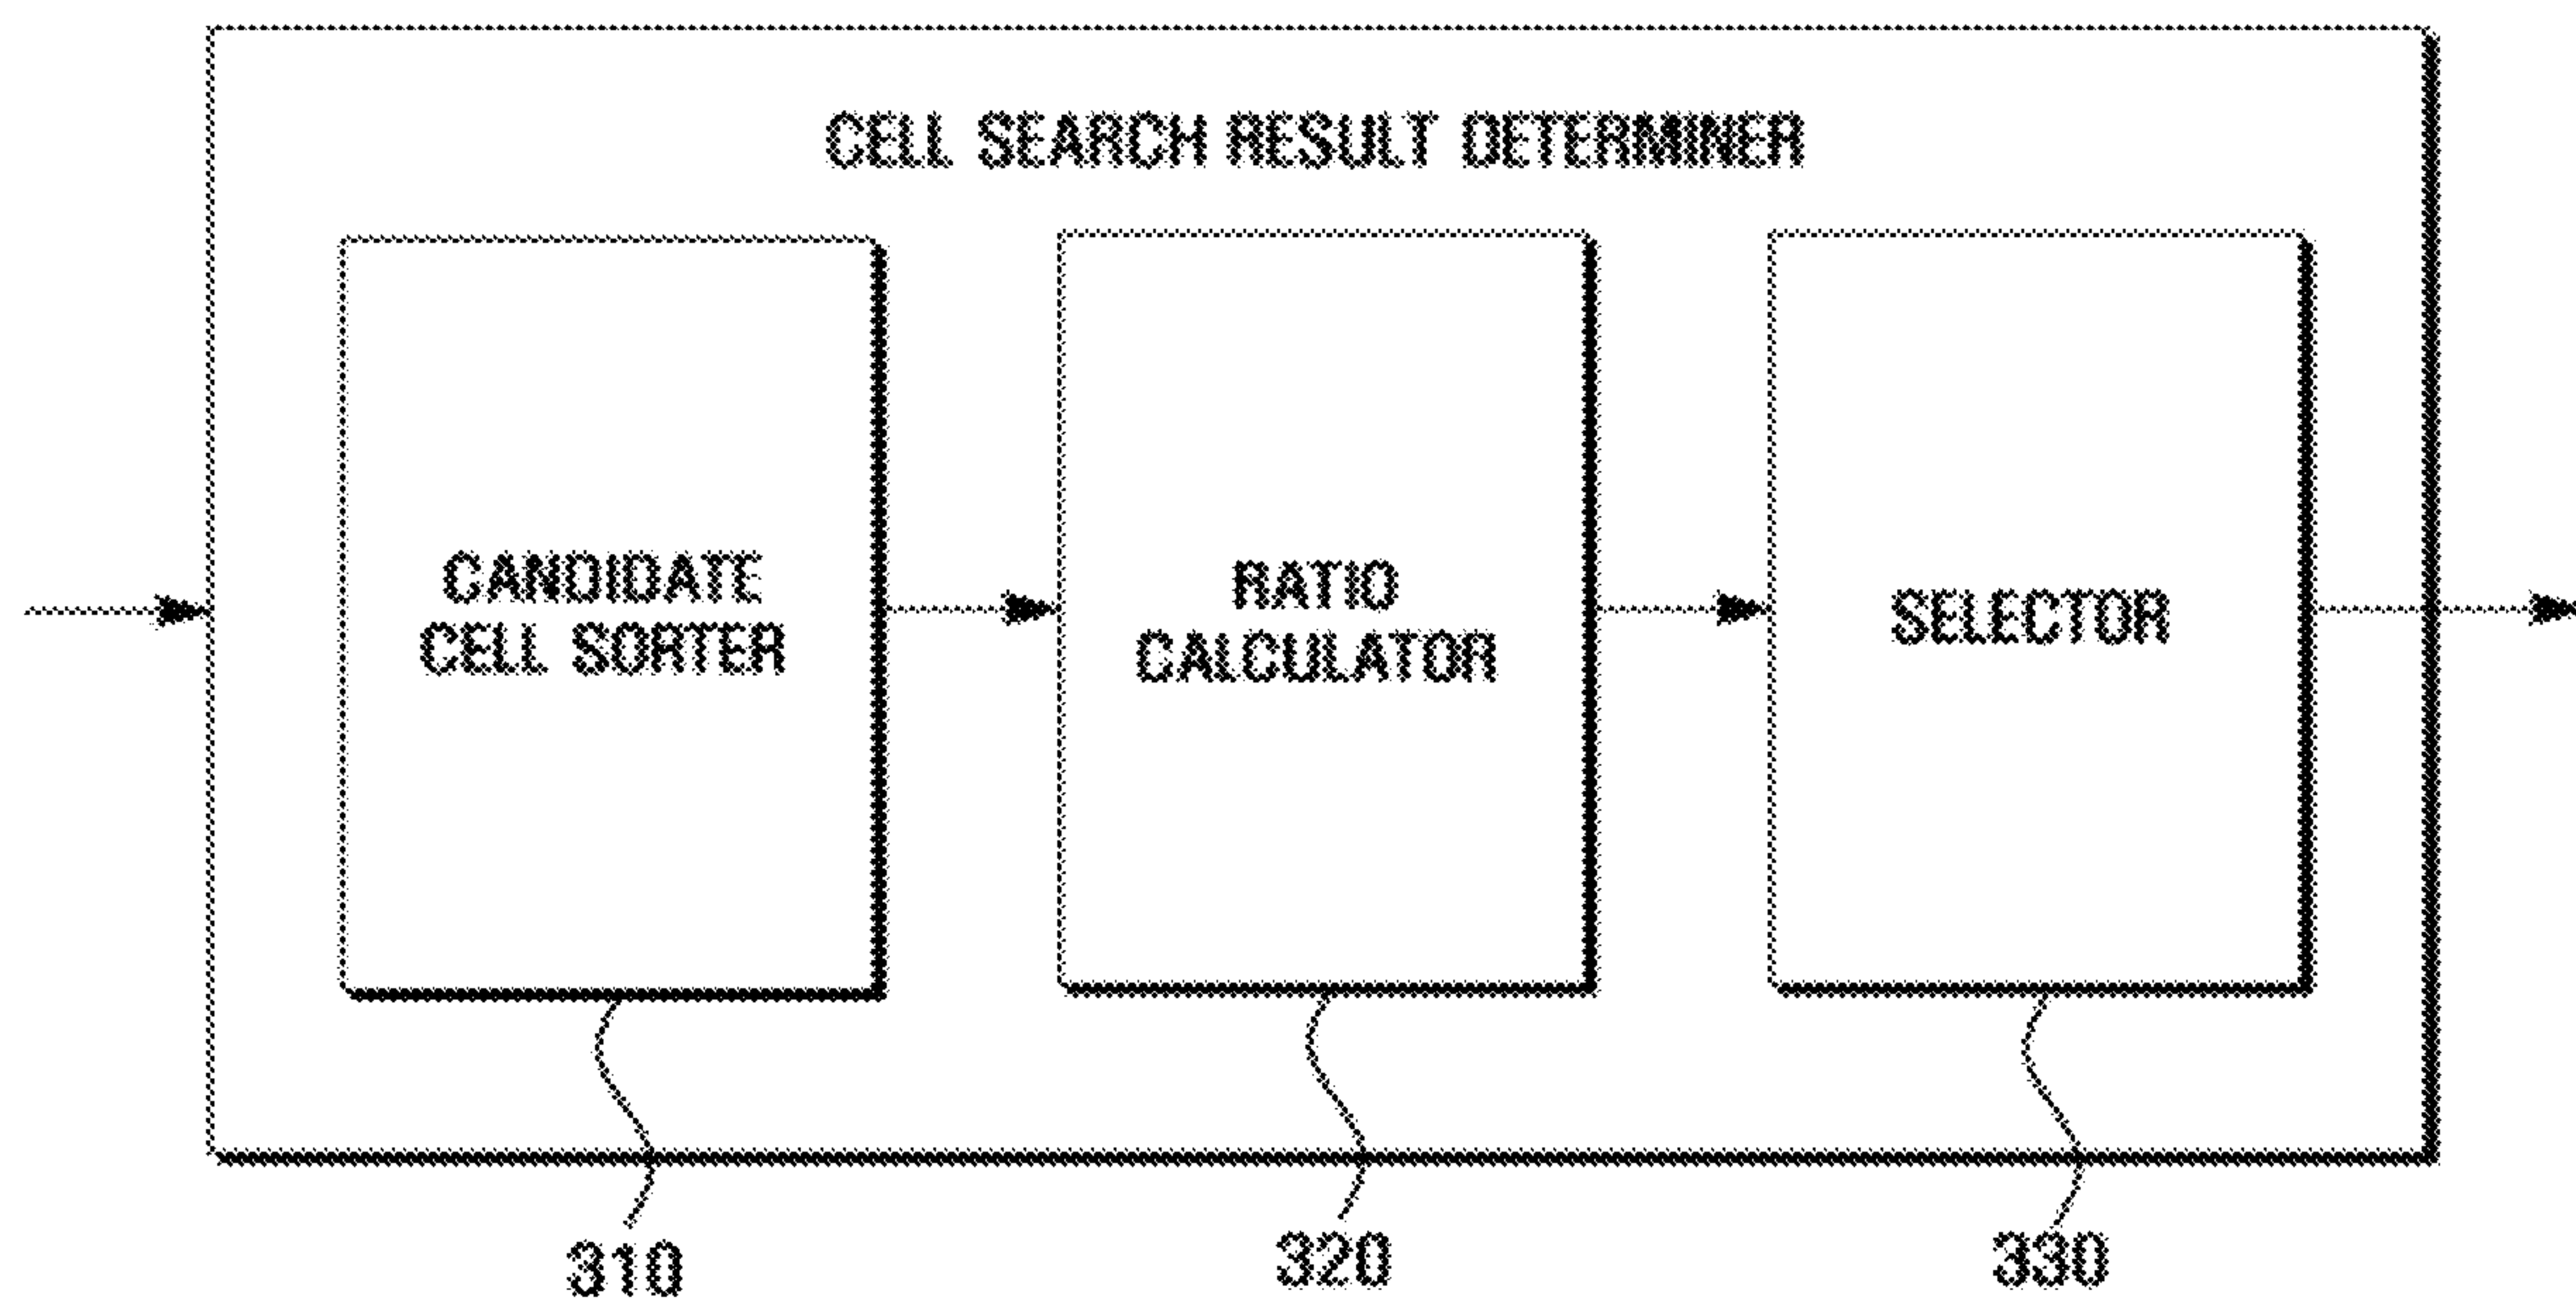 CELL SEARCH RESULT DETERMINER
CANDIDATE
CELL SORTER
RATIO
CALCULATOR
SELECTOR
310
320
330